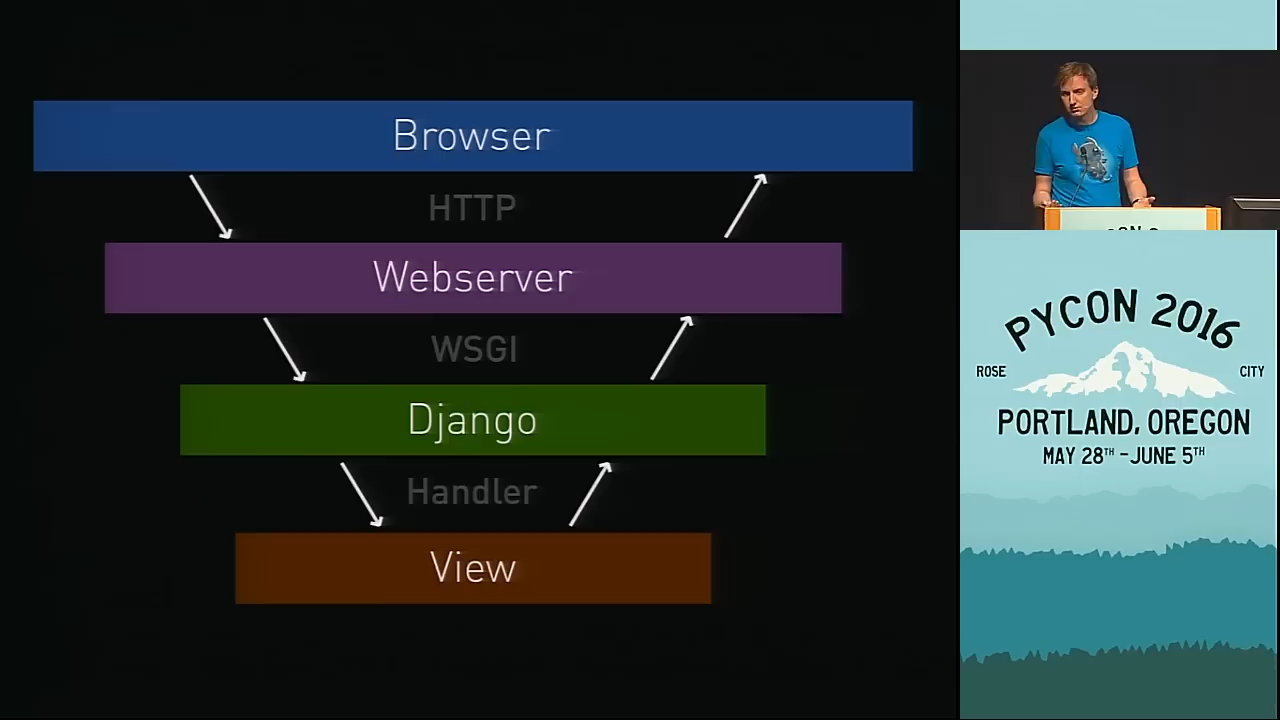 Browser
HTTP
Webserver
WSGI
Django
Handler
View
PYCON 2016
ROSE CITY
PORTLAND, OREGON
MAY 28TH - JUNE 5TH